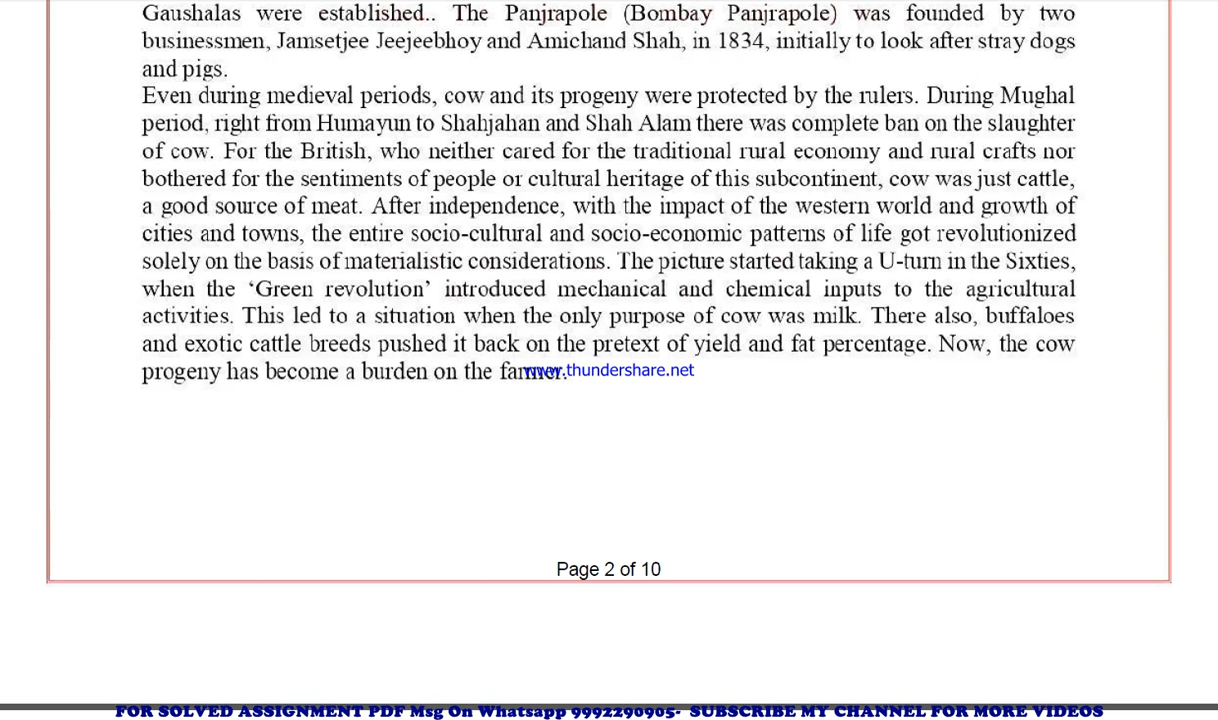 Gaushalas were established.. The Panjrapole (Bombay Panjrapole) was founded by two
businessmen, Jamsetjee Jeejeebhoy and Amichand Shah, in 1834, initially to look after stray dogs
and pigs.
Even during medieval periods, cow and its progeny were protected by the rulers. During Mughal
period, right from Humayun to Shahjahan and Shah Alam there was complete ban on the slaughter
of cow. For the British, who neither cared for the traditional rural economy and rural crafts nor
bothered for the sentiments of people or cultural heritage of this subcontinent, cow was just cattle,
a good source of meat. After independence, with the impact of the western world and growth of
cities and towns, the entire socio-cultural and socio-economic patterns of life got revolutionized
solely on the basis of materialistic considerations. The picture started taking a U-turn in the Sixties,
when the ‘Green revolution’ introduced mechanical and chemical inputs to the agricultural
activities. This led to a situation when the only purpose of cow was milk. There also, buffaloes
and exotic cattle breeds pushed it back on the pretext of yield and fat percentage. Now, the cow
progeny has become a burden on the farmer. www.thundershare.net
Page 2 of 10
FOR SOLVED ASSIGNMENT PDF Msg On Whatsapp 9992290905- SUBSCRIBE MY CHANNEL FOR MORE VIDEOS